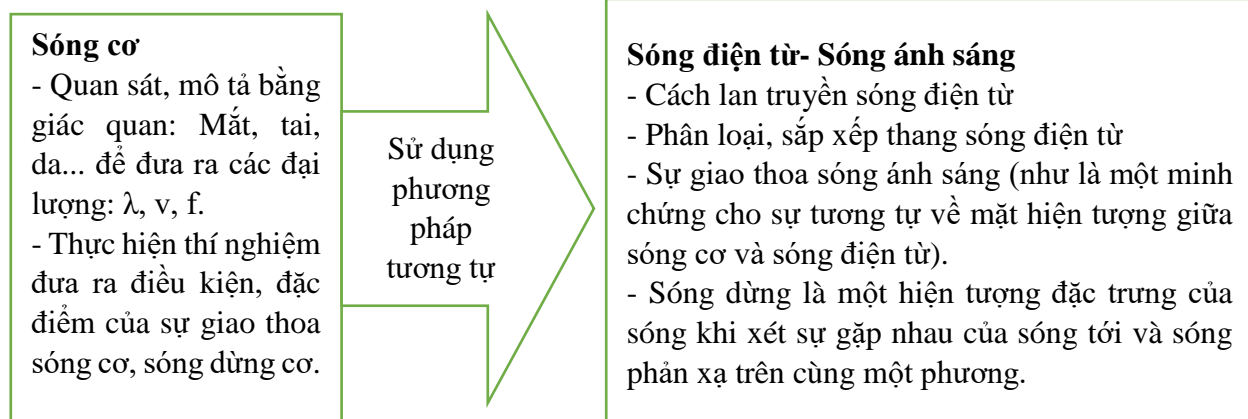 Sóng cơ
- Quan sát, mô tả bằng
giác quan: Mắt, tai,
da... để đưa ra các đại
lượng: λ, v, f.
- Thực hiện thí nghiệm
đưa ra điều kiện, đặc
điểm của sự giao thoa
sóng cơ, sóng dừng cơ.
Sử dụng
phương
pháp
tương tự
Sóng điện từ- Sóng ánh sáng
- Cách lan truyền sóng điện từ
- Phân loại, sắp xếp thang sóng điện từ
- Sự giao thoa sóng ánh sáng (như là một minh
chứng cho sự tương tự về mặt hiện tượng giữa
sóng cơ và sóng điện từ).
- Sóng dừng là một hiện tượng đặc trưng của
sóng khi xét sự gặp nhau của sóng tới và sóng
phản xạ trên cùng một phương.